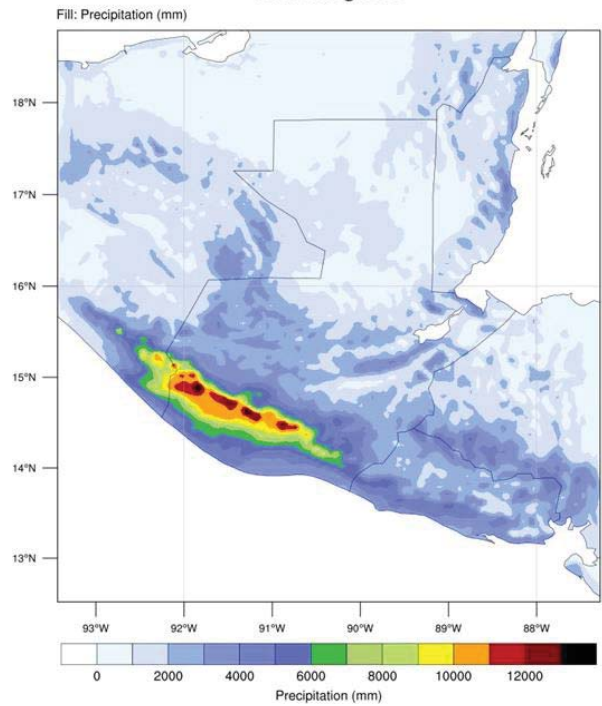 Fill: Precipitation (mm)
18°N
17°N
16°N
15°N
14°N
13°N
93°W 92°W 91°W 90°W 89°W 88°W
0 2000 4000 6000 8000 10000 12000
Precipitation (mm)